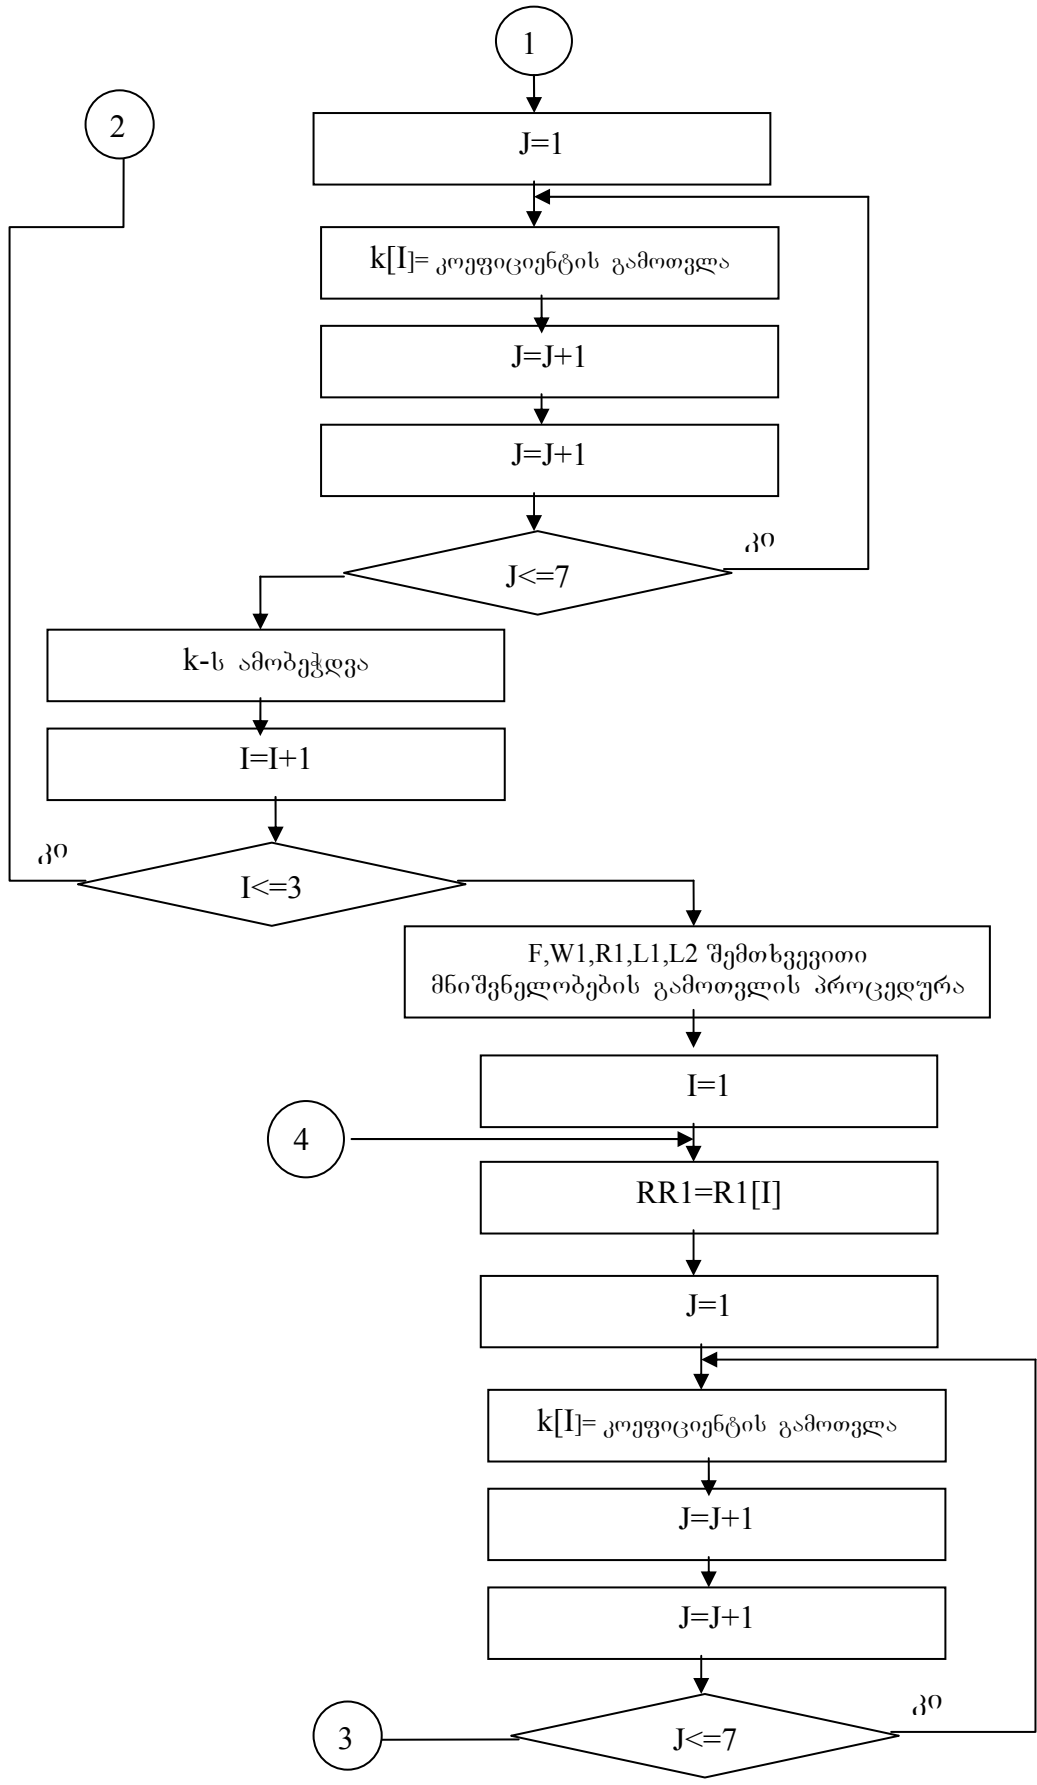 1
2
J=1
k[I]= კოეფიციენტის გამოთვლა
J=J+1
J=J+1
კი
J<=7
k-ს ამობეჭდვა
I=I+1
კი
I<=3
F,W1,R1,L1,L2 შემთხვევითი
მნიშვნელობების გამოთვლის პროცედურა
I=1
4
RR1=R1[I]
J=1
k[I]= კოეფიციენტის გამოთვლა
J=J+1
J=J+1
კი
3
J<=7